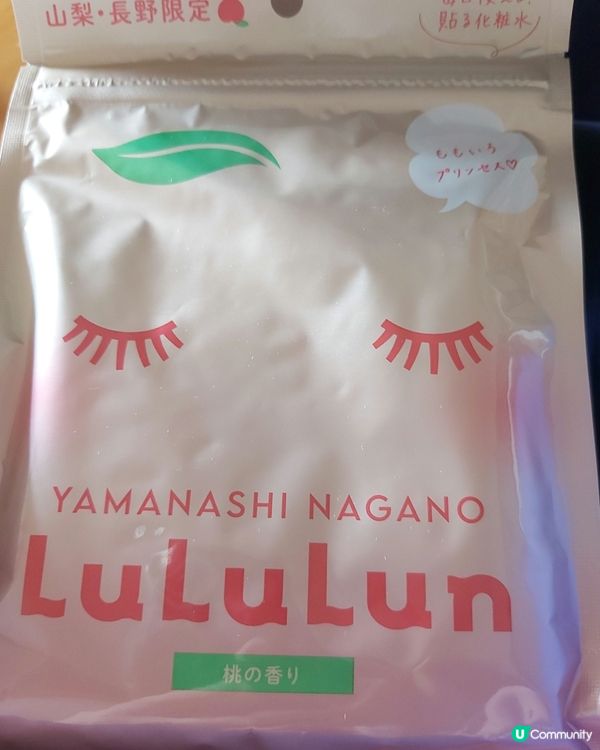 山梨・長野限定
貼る化粧水
ももいろ
プリンセス♡
YAMANASHI NAGANO
LuLuLun
桃の香り
U Community